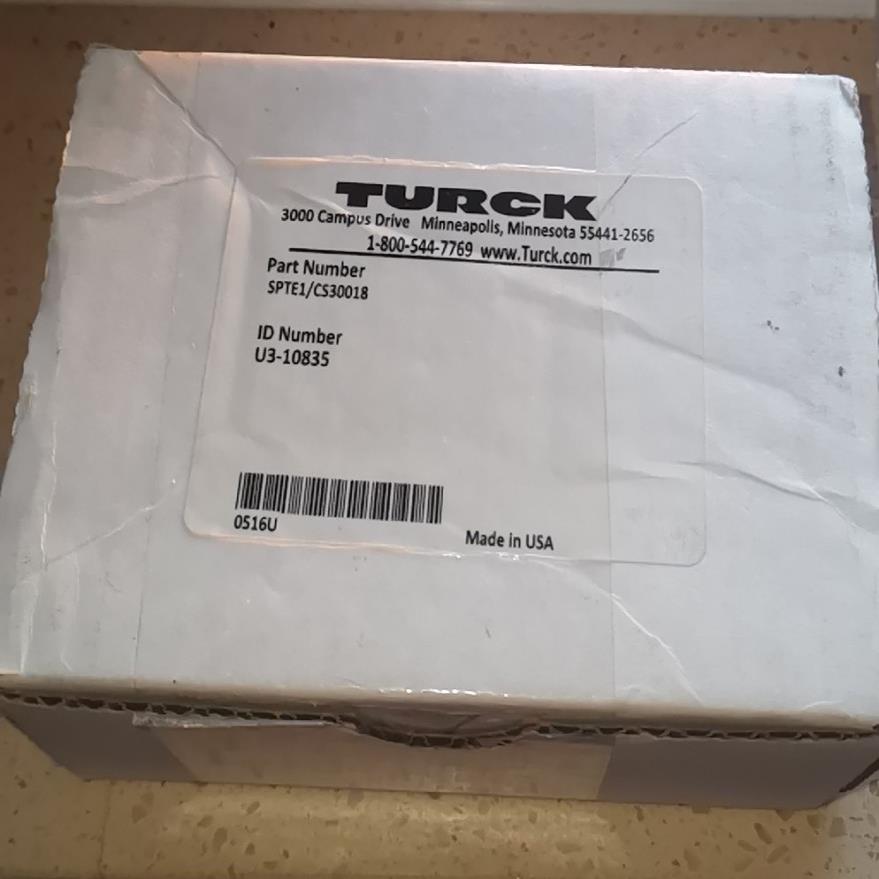 TURCK
3000 Campus Drive Minneapolis, Minnesota 55441-2656
1-800-544-7769 www.Turck.com
Part Number
SPTE1/CS30018
ID Number
U3-10835
0516U
Made in USA